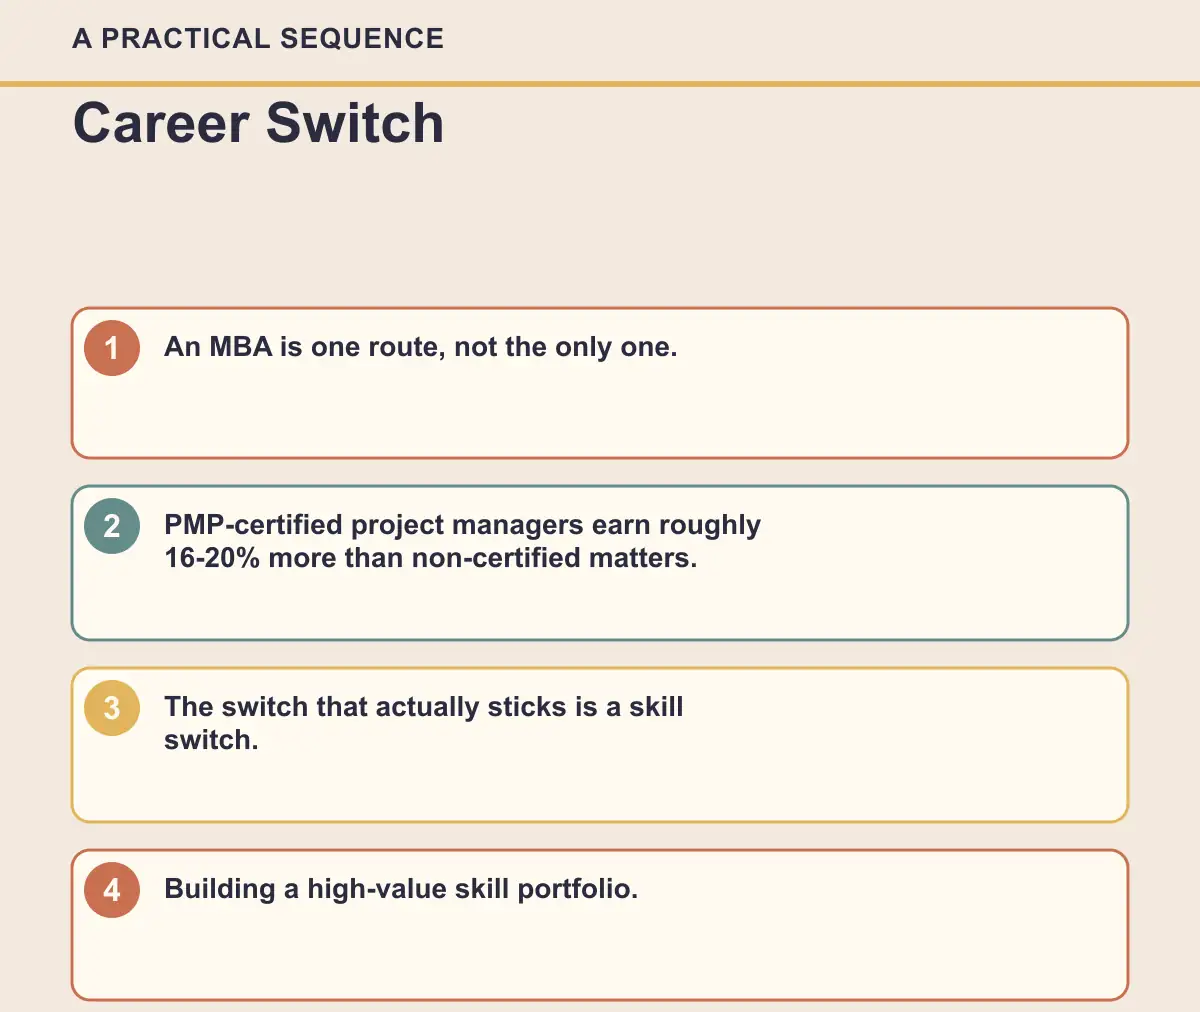 A PRACTICAL SEQUENCE
Career Switch
1
An MBA is one route, not the only one.
2
PMP-certified project managers earn roughly
16-20% more than non-certified matters.
3
The switch that actually sticks is a skill
switch.
4
Building a high-value skill portfolio.